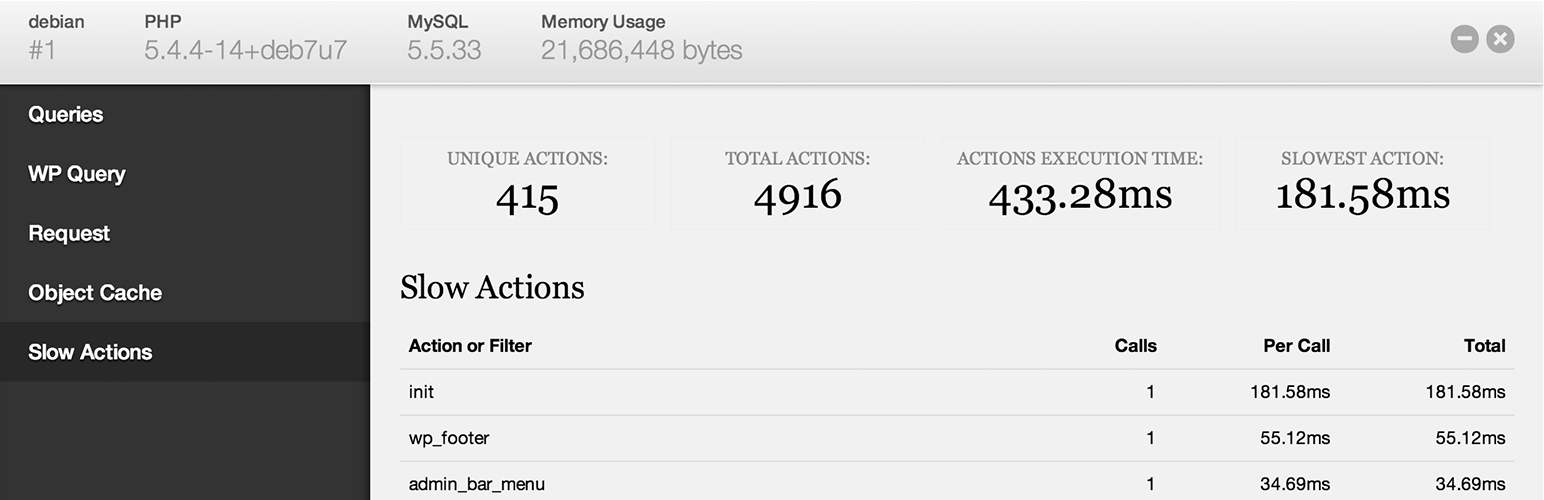 debian PHP MySQL Memory Usage
#1 5.4.4-14+deb7u7 5.5.33 21,686,448 bytes
Queries
WP Query
Request
Object Cache
Slow Actions
UNIQUE ACTIONS: TOTAL ACTIONS: ACTIONS EXECUTION TIME: SLOWEST ACTION:
415 4916 433.28ms 181.58ms
Slow Actions
Action or Filter Calls Per Call Total
init 1 181.58ms 181.58ms
wp_footer 1 55.12ms 55.12ms
admin_bar_menu 1 34.69ms 34.69ms